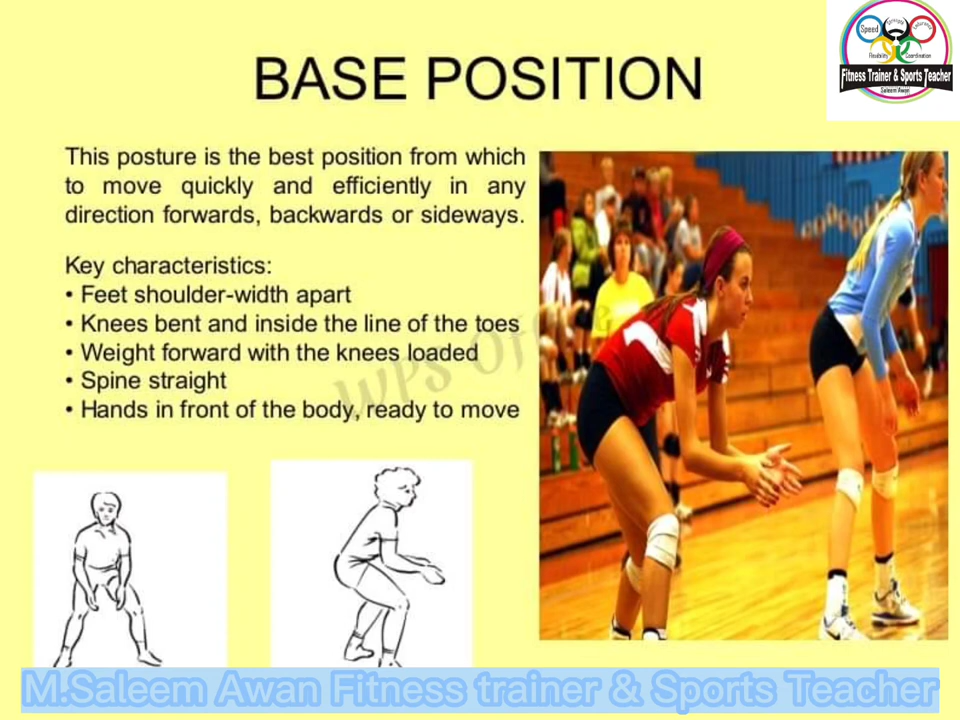 Speed
Strength
Endurance
Flexibility
Coordination
Fitness Trainer & Sports Teacher
Saleem Awan
BASE POSITION
This posture is the best position from which
to move quickly and efficiently in any
direction forwards, backwards or sideways.
Key characteristics:
• Feet shoulder-width apart
• Knees bent and inside the line of the toes
• Weight forward with the knees loaded
• Spine straight
• Hands in front of the body, ready to move
M.Saleem Awan Fitness trainer & Sports Teacher